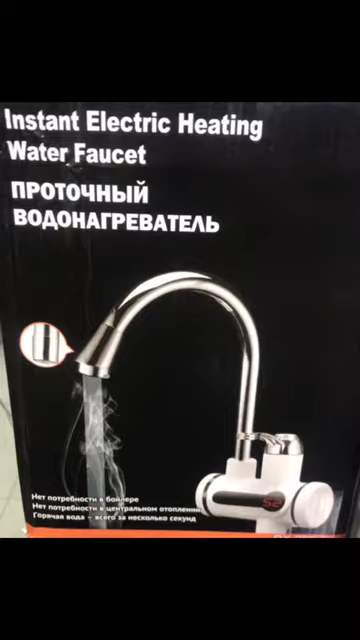 Instant Electric Heating
Water Faucet
ПРОТОЧНЫЙ
ВОДОНАГРЕВАТЕЛЬ
Нет потребности в бойлере
Нет потребности в центральном отоплении
Горячая вода – всего за несколько секунд